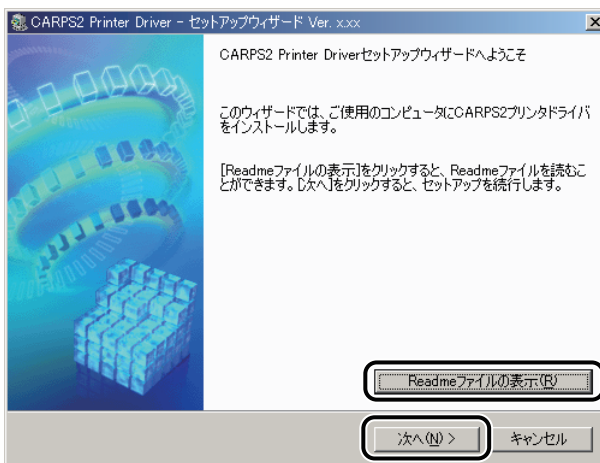 CARPS2 Printer Driver - セットアップウィザード Ver. x.xx
CARPS2 Printer Driverセットアップウィザードへようこそ
このウィザードでは、ご使用のコンピュータにCARPS2プリンタドライバ
をインストールします。
[Readmeファイルの表示]をクリックすると、Readmeファイルを読むこ
とができます。[次へ]をクリックすると、セットアップを続行します。
Readmeファイルの表示(R)
次へ(N) >
キャンセル